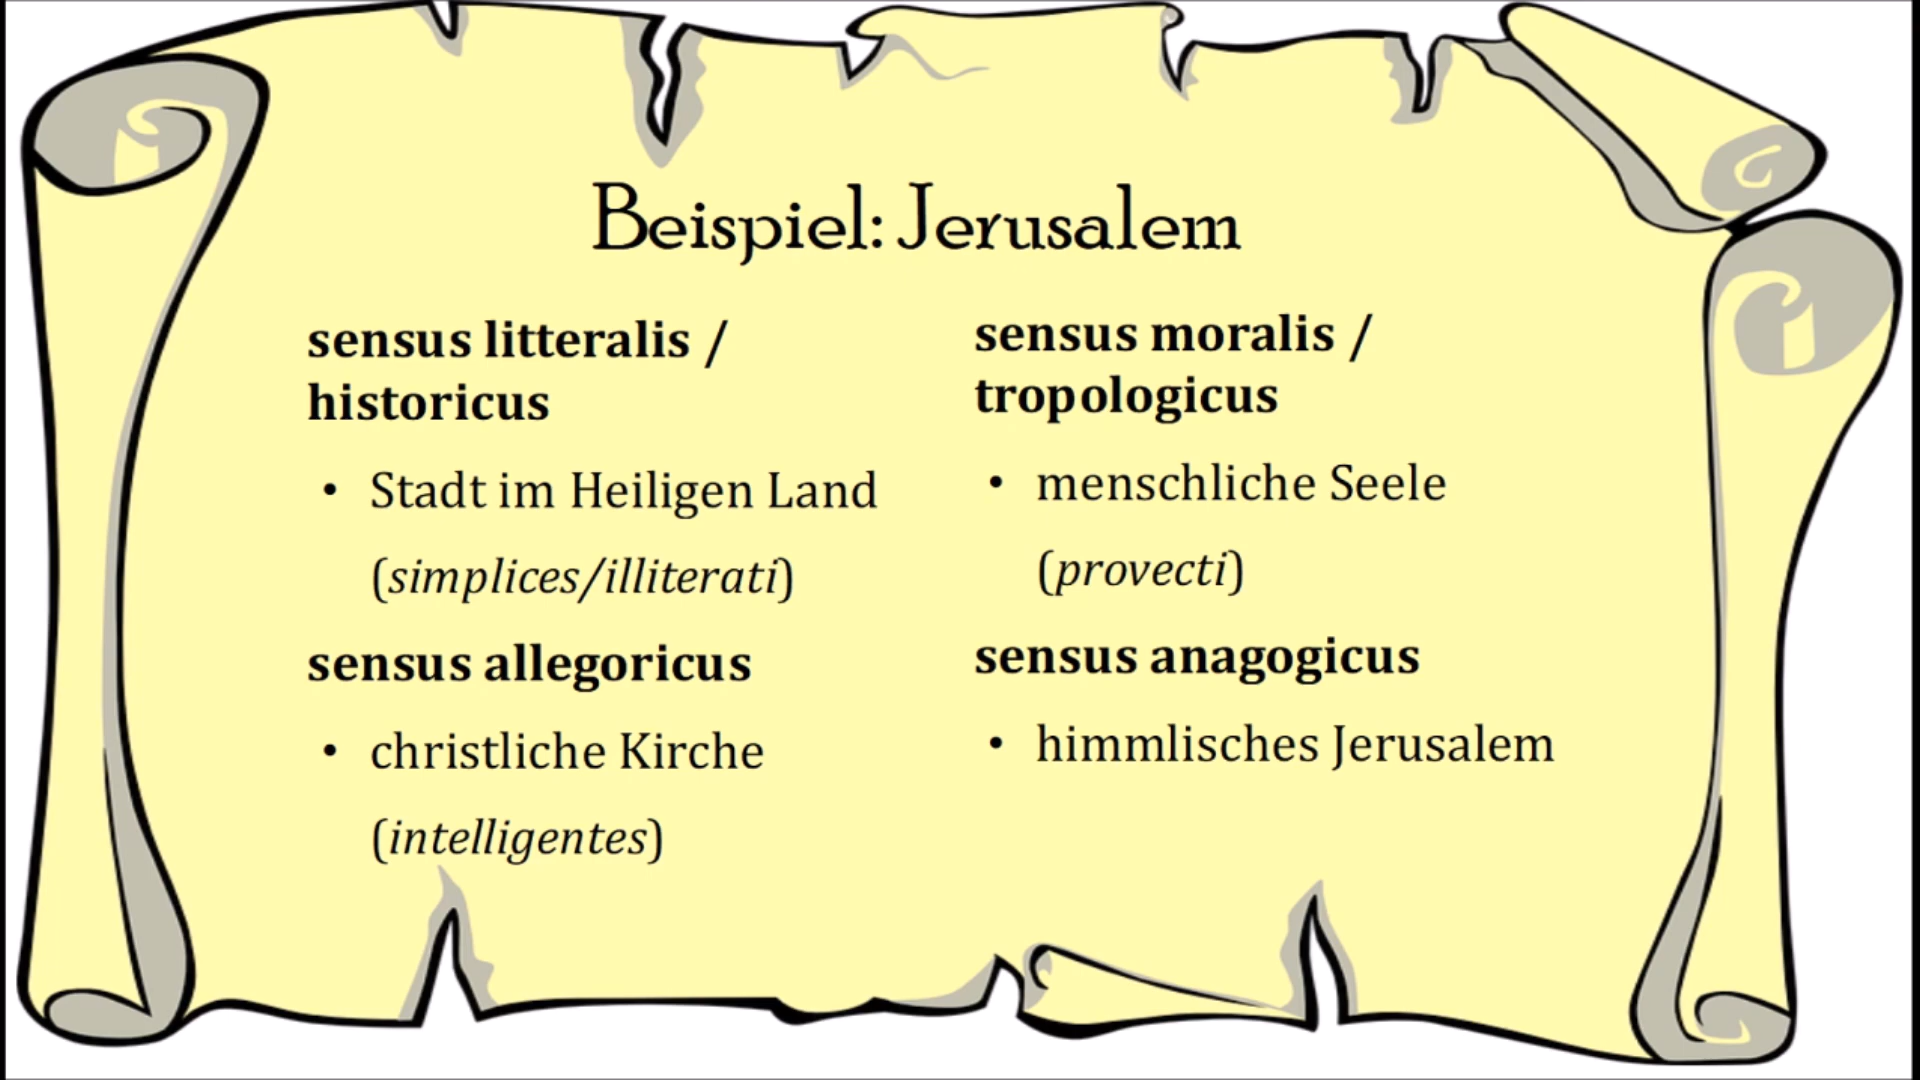 Beispiel: Jerusalem
sensus litteralis /
historicus
• Stadt im Heiligen Land
(simplices/illiterati)
sensus allegoricus
• christliche Kirche
(intelligentes)
sensus moralis /
tropologicus
• menschliche Seele
(provecti)
sensus anagogicus
• himmlisches Jerusalem